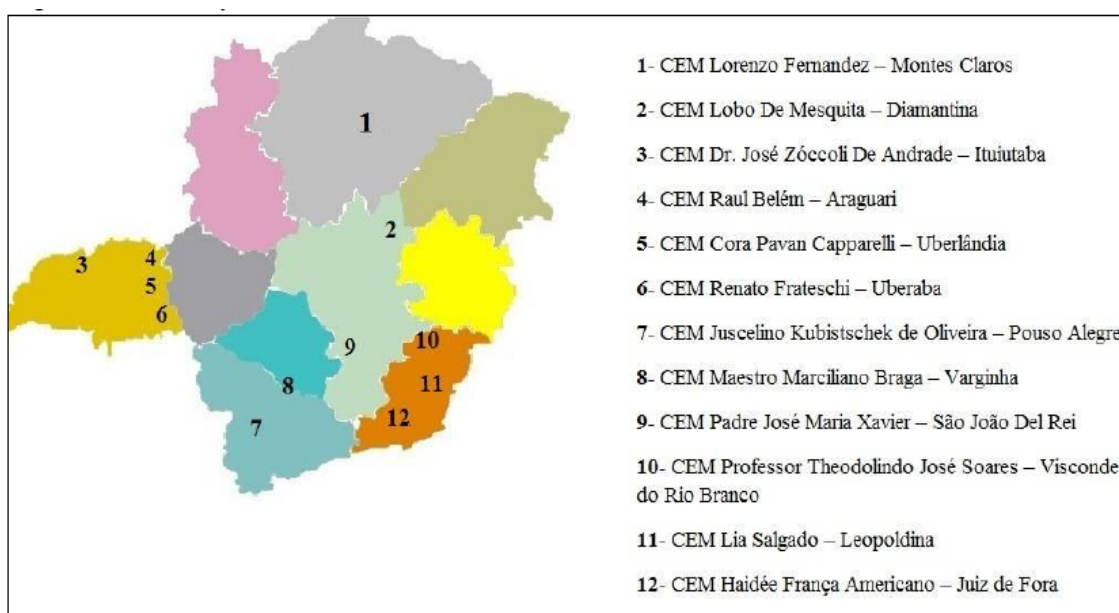 1
2
3
4
5
6
7
8
9
10
11
12
1- CEM Lorenzo Fernandez – Montes Claros
2- CEM Lobo De Mesquita – Diamantina
3- CEM Dr. José Zóccoli De Andrade – Ituiutaba
4- CEM Raul Belém – Araguari
5- CEM Cora Pavan Capparelli – Uberlândia
6- CEM Renato Frateschi – Uberaba
7- CEM Juscelino Kubistschek de Oliveira – Pouso Alegre
8- CEM Maestro Marciliano Braga – Varginha
9- CEM Padre José Maria Xavier – São João Del Rei
10- CEM Professor Theodolindo José Soares – Visconde
do Rio Branco
11- CEM Lia Salgado – Leopoldina
12- CEM Haidée França Americano – Juiz de Fora